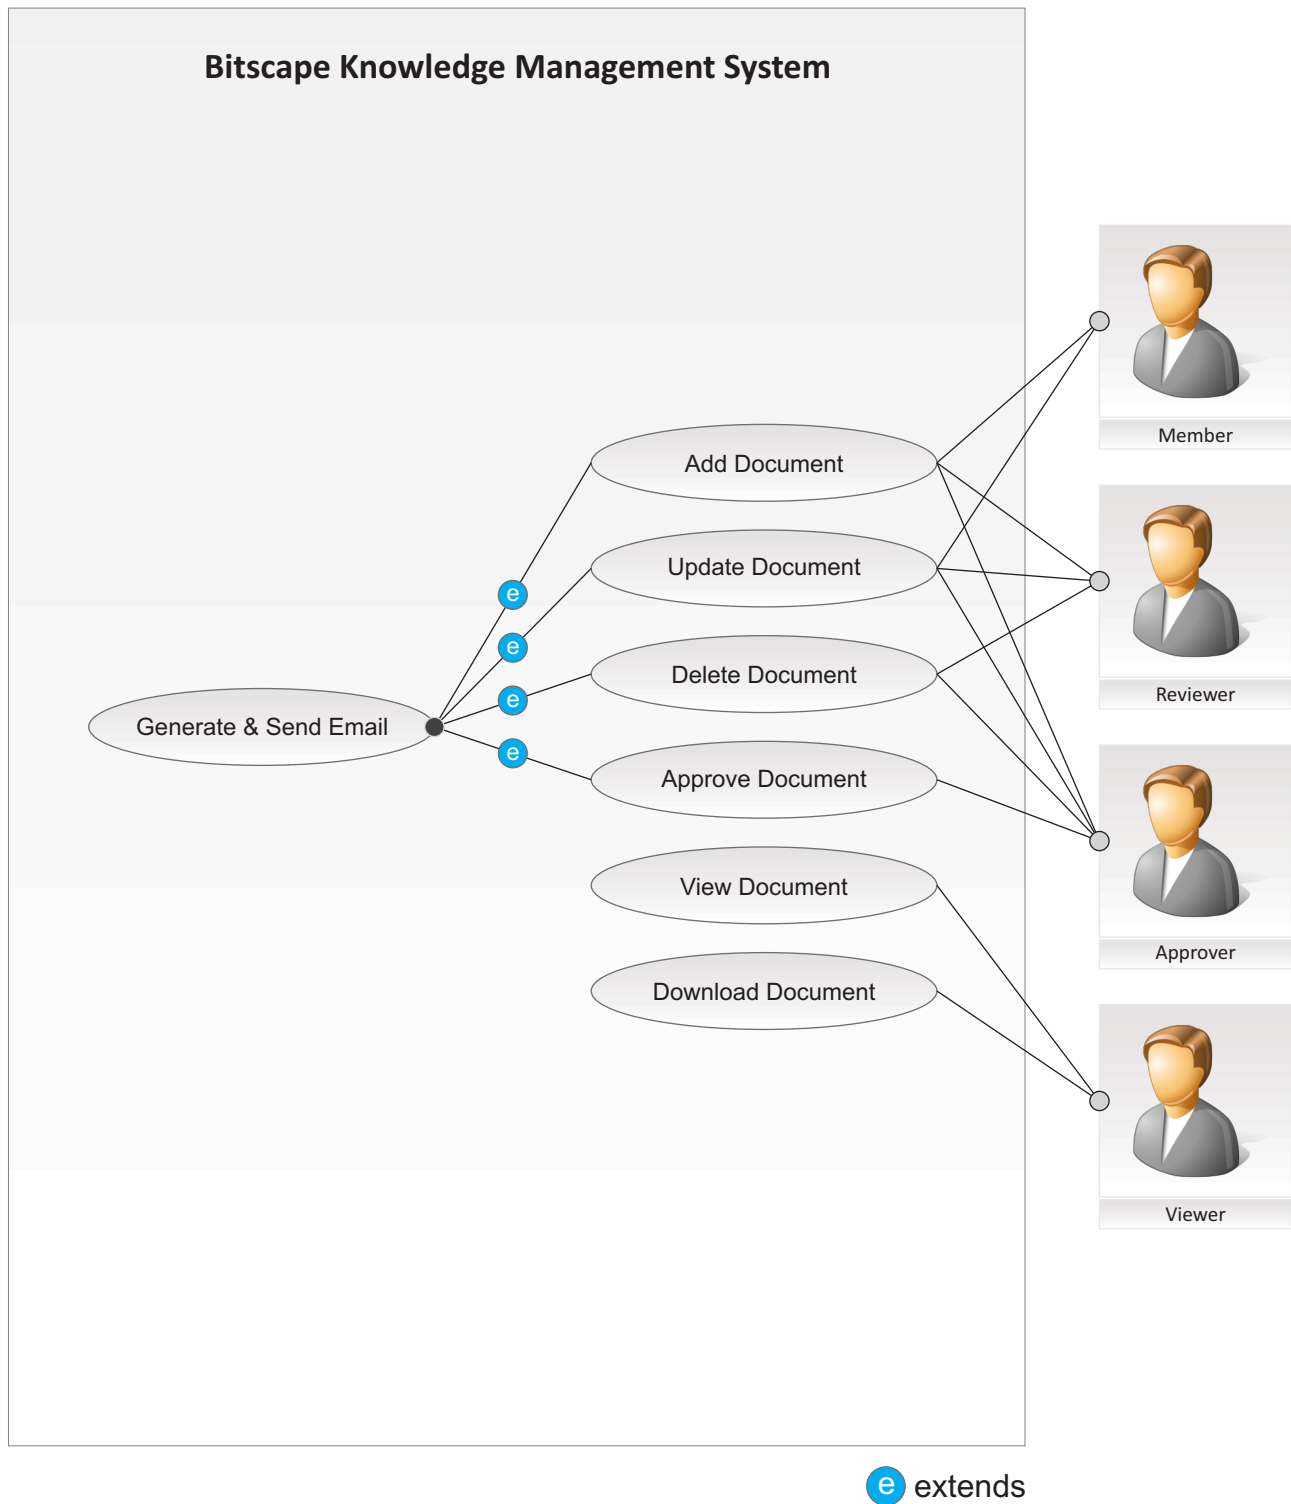 Bitscape Knowledge Management System
Member
Add Document
Update Document
e
e
Delete Document
Reviewer
e
Generate & Send Email
e
Approve Document
View Document
Approver
Download Document
Viewer
e extends